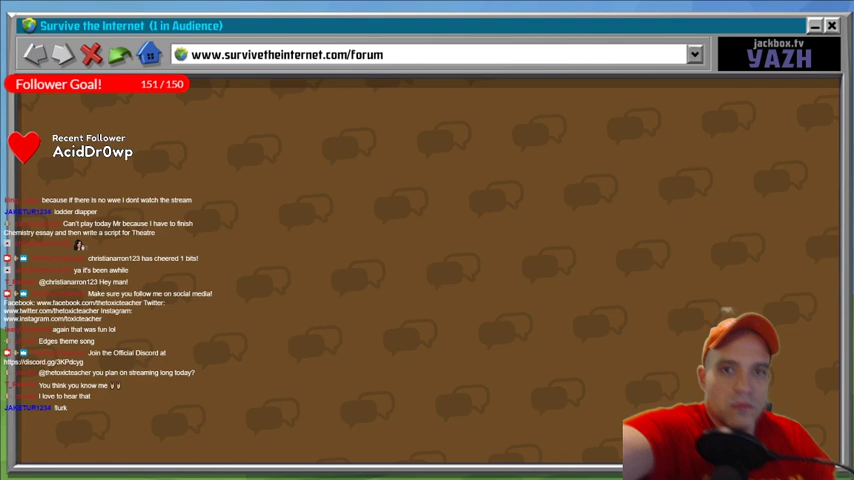 Survive the Internet (1 in Audience)
www.survivetheinternet.com/forum
jackbox.tv
YAZH
Follower Goal! 151 / 150
Recent Follower
AcidDr0wp
because if there is no wwe I dont watch the stream
JAKETUR1234 lodder diapper
Can't play today Mr because I have to finish
Chemistry essay and then write a script for Theatre
christianarron123 has cheered 1 bits!
ya it's been awhile
@christianarron123 Hey man!
Make sure you follow me on social media!
Facebook: www.facebook.com/thetoxicteacher Twitter:
www.twitter.com/thetoxicteacher Instagram:
www.instagram.com/toxicteacher
again that was fun lol
Edges theme song
Join the Official Discord at
https://discord.gg/3KPdcyg
@thetoxicteacher you plan on streaming long today?
You think you know me
I love to hear that
JAKETUR1234 flurk